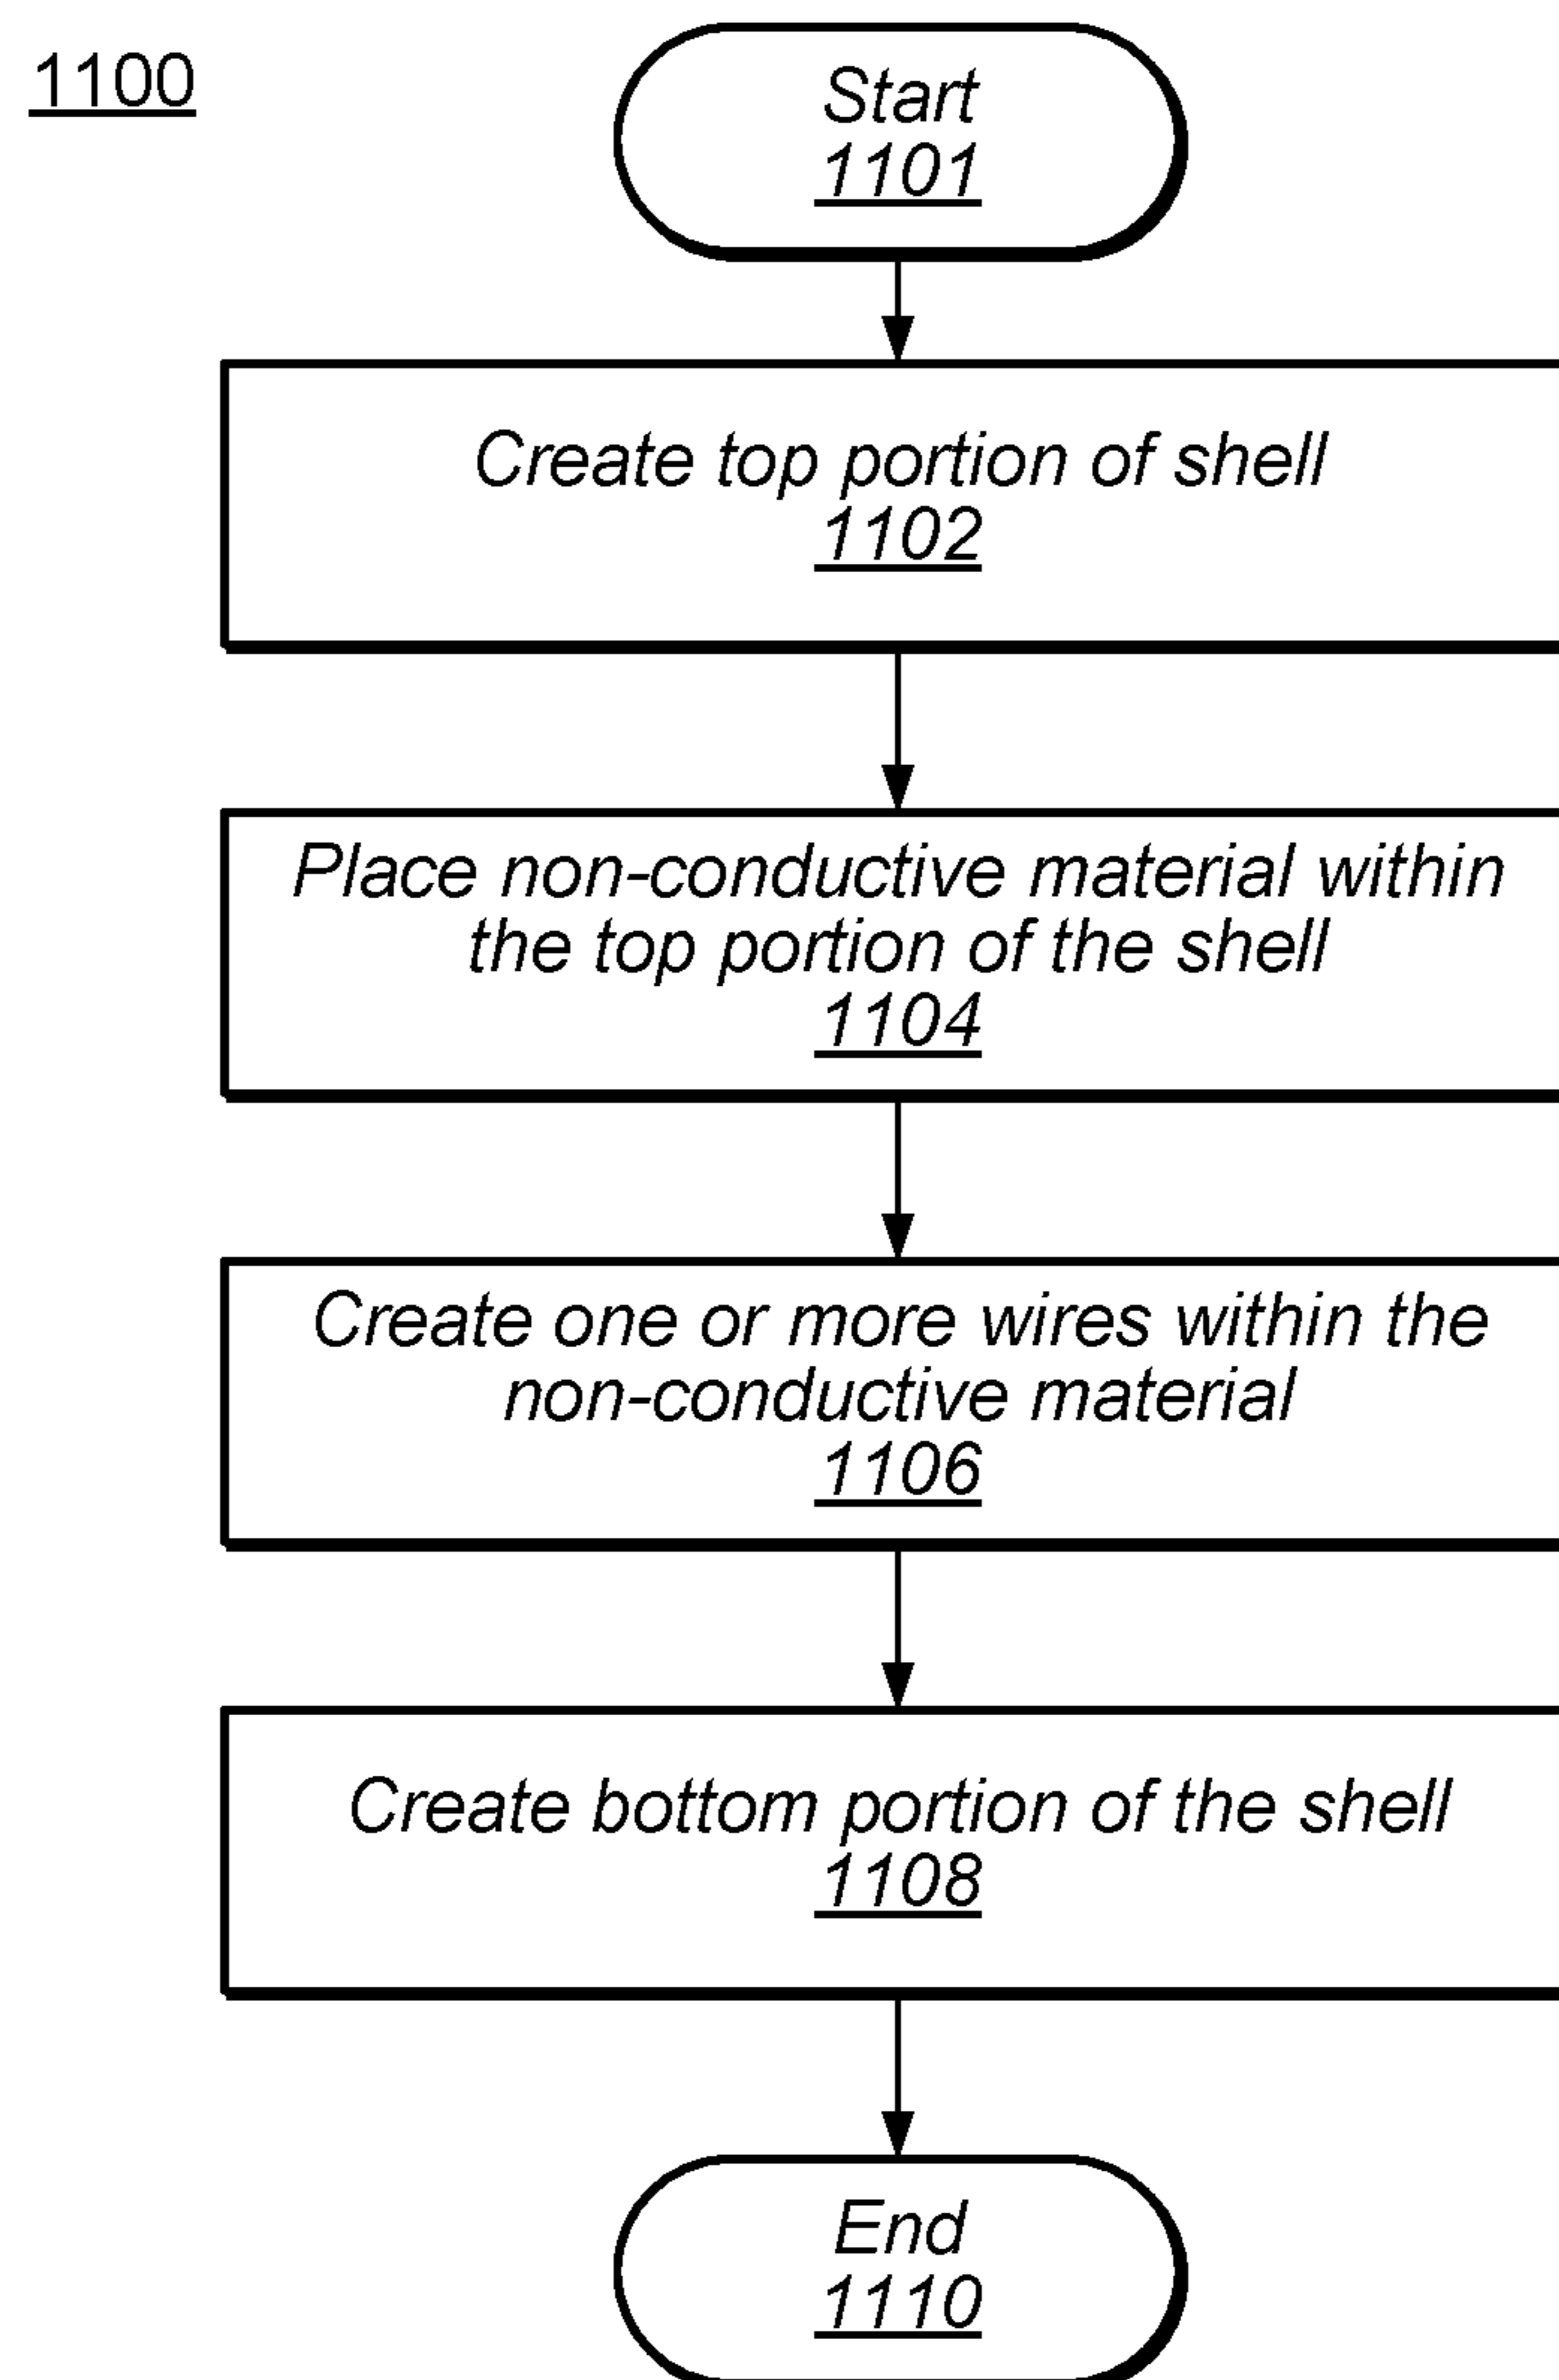 1100
Start
1101
Create top portion of shell
1102
Place non-conductive material within
the top portion of the shell
1104
Create one or more wires within the
non-conductive material
1106
Create bottom portion of the shell
1108
End
1110